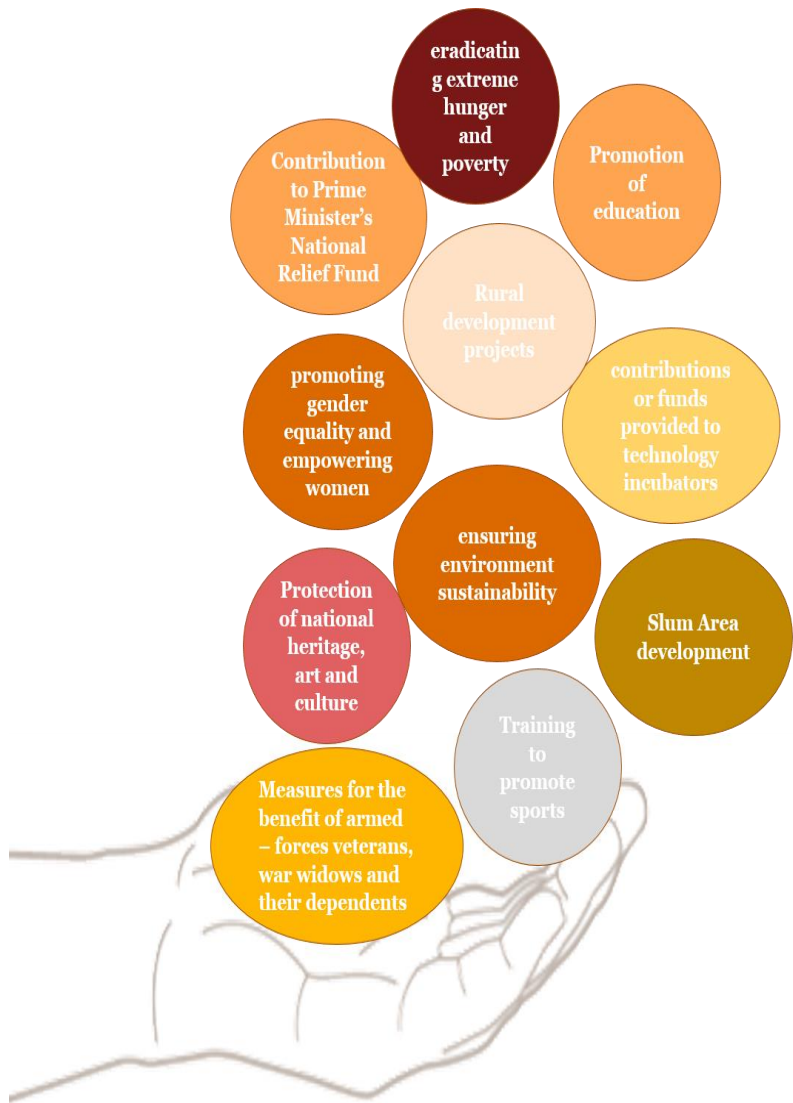 eradicatin
g extreme
hunger
and
poverty
Promotion
of
education
Contribution
to Prime
Minister’s
National
Relief Fund
Rural
development
projects
promoting
gender
equality and
empowering
women
contributions
or funds
provided to
technology
incubators
ensuring
environment
sustainability
Protection
of national
heritage,
art and
culture
Slum Area
development
Training
to
promote
sports
Measures for the
benefit of armed
– forces veterans,
war widows and
their dependents